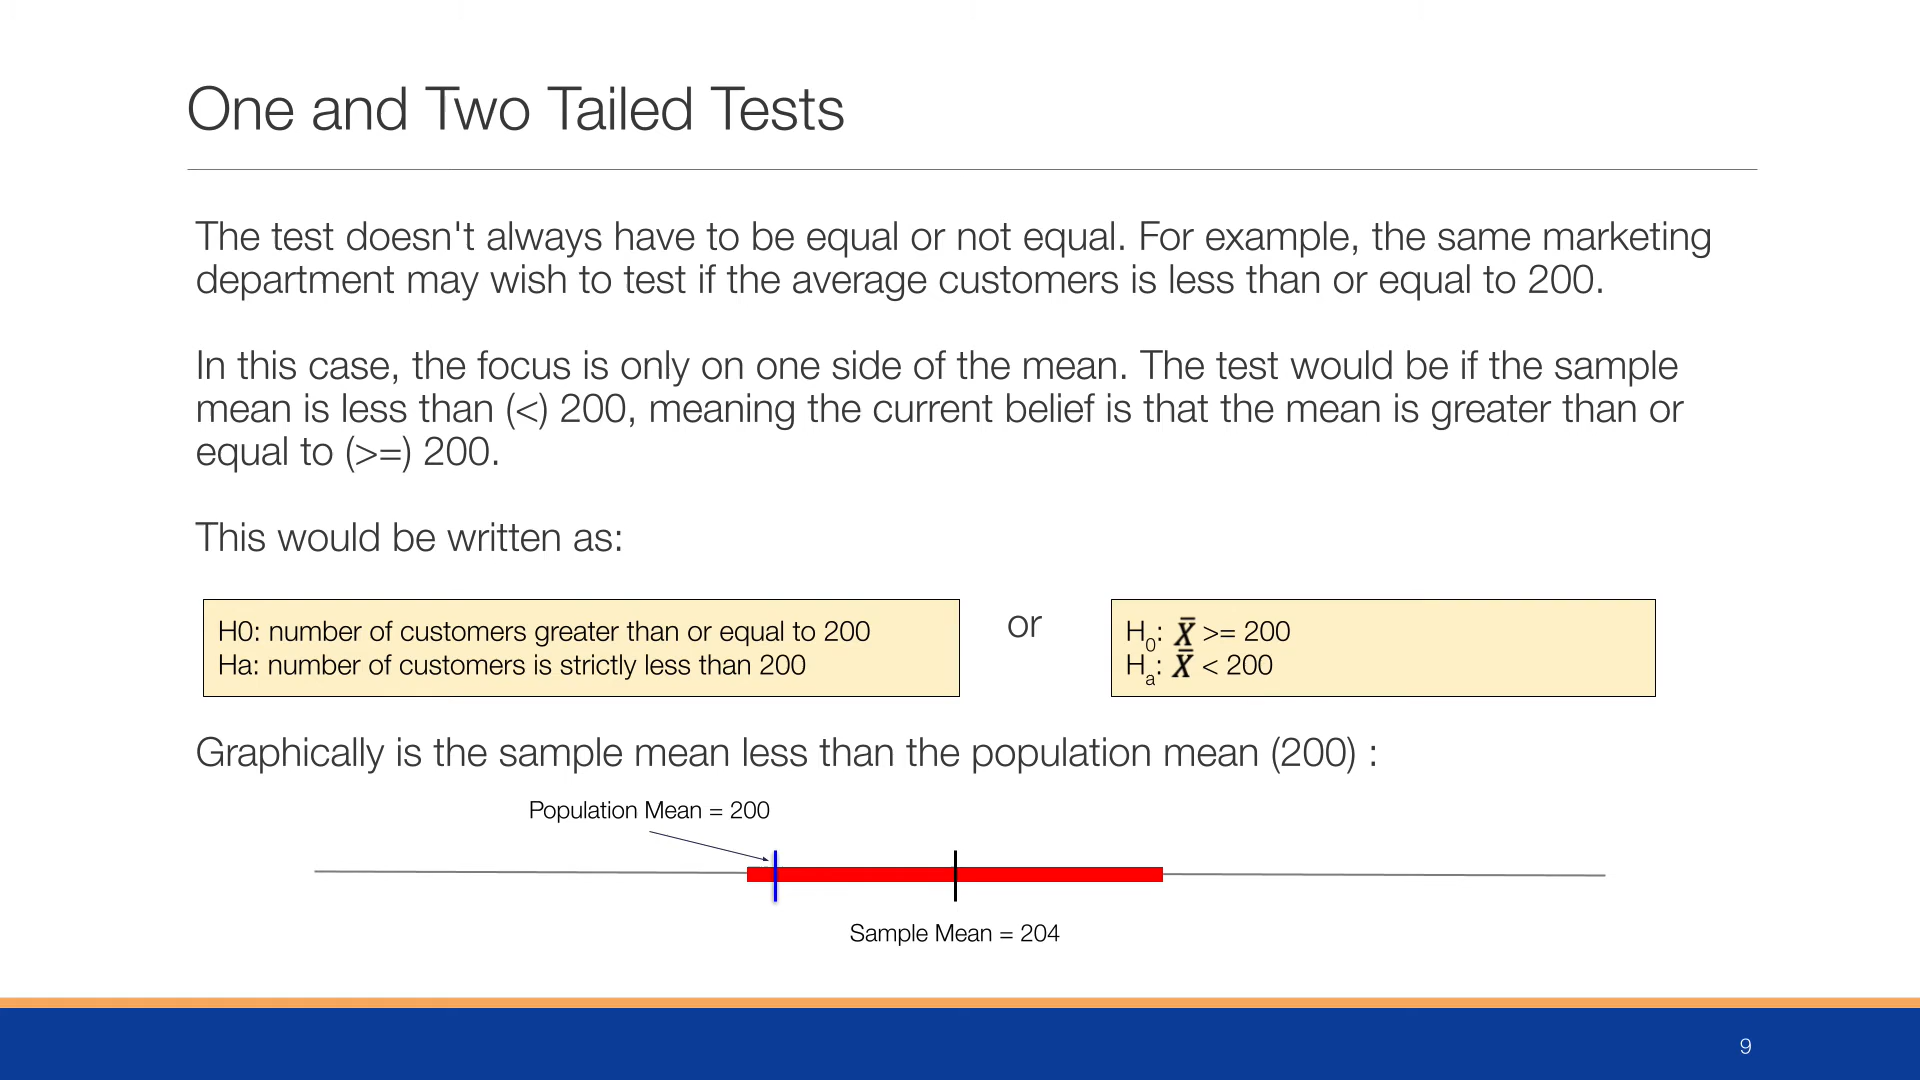 One and Two Tailed Tests
The test doesn't always have to be equal or not equal. For example, the same marketing
department may wish to test if the average customers is less than or equal to 200.
In this case, the focus is only on one side of the mean. The test would be if the sample
mean is less than (<) 200, meaning the current belief is that the mean is greater than or
equal to (>=) 200.
This would be written as:
H0: number of customers greater than or equal to 200
Ha: number of customers is strictly less than 200
or
H₀: X̄ >= 200
Hₐ: X̄ < 200
Graphically is the sample mean less than the population mean (200) :
Population Mean = 200
Sample Mean = 204
9